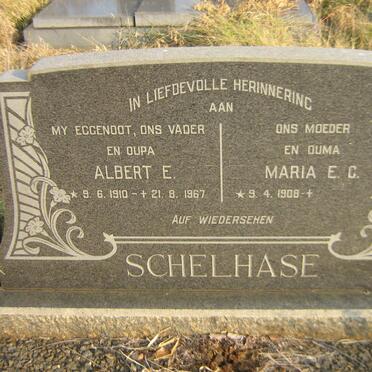 IN LIEFDEVOLLE HERINNERING
AAN
MY EGGENOOT, ONS VADER
EN OUPA
ALBERT E.
★ 9. 6. 1910 - + 21. 8. 1967
ONS MOEDER
EN OUMA
MARIA E. C.
★ 9. 4. 1908 - +
AUF WIEDERSEHEN
SCHELHASE